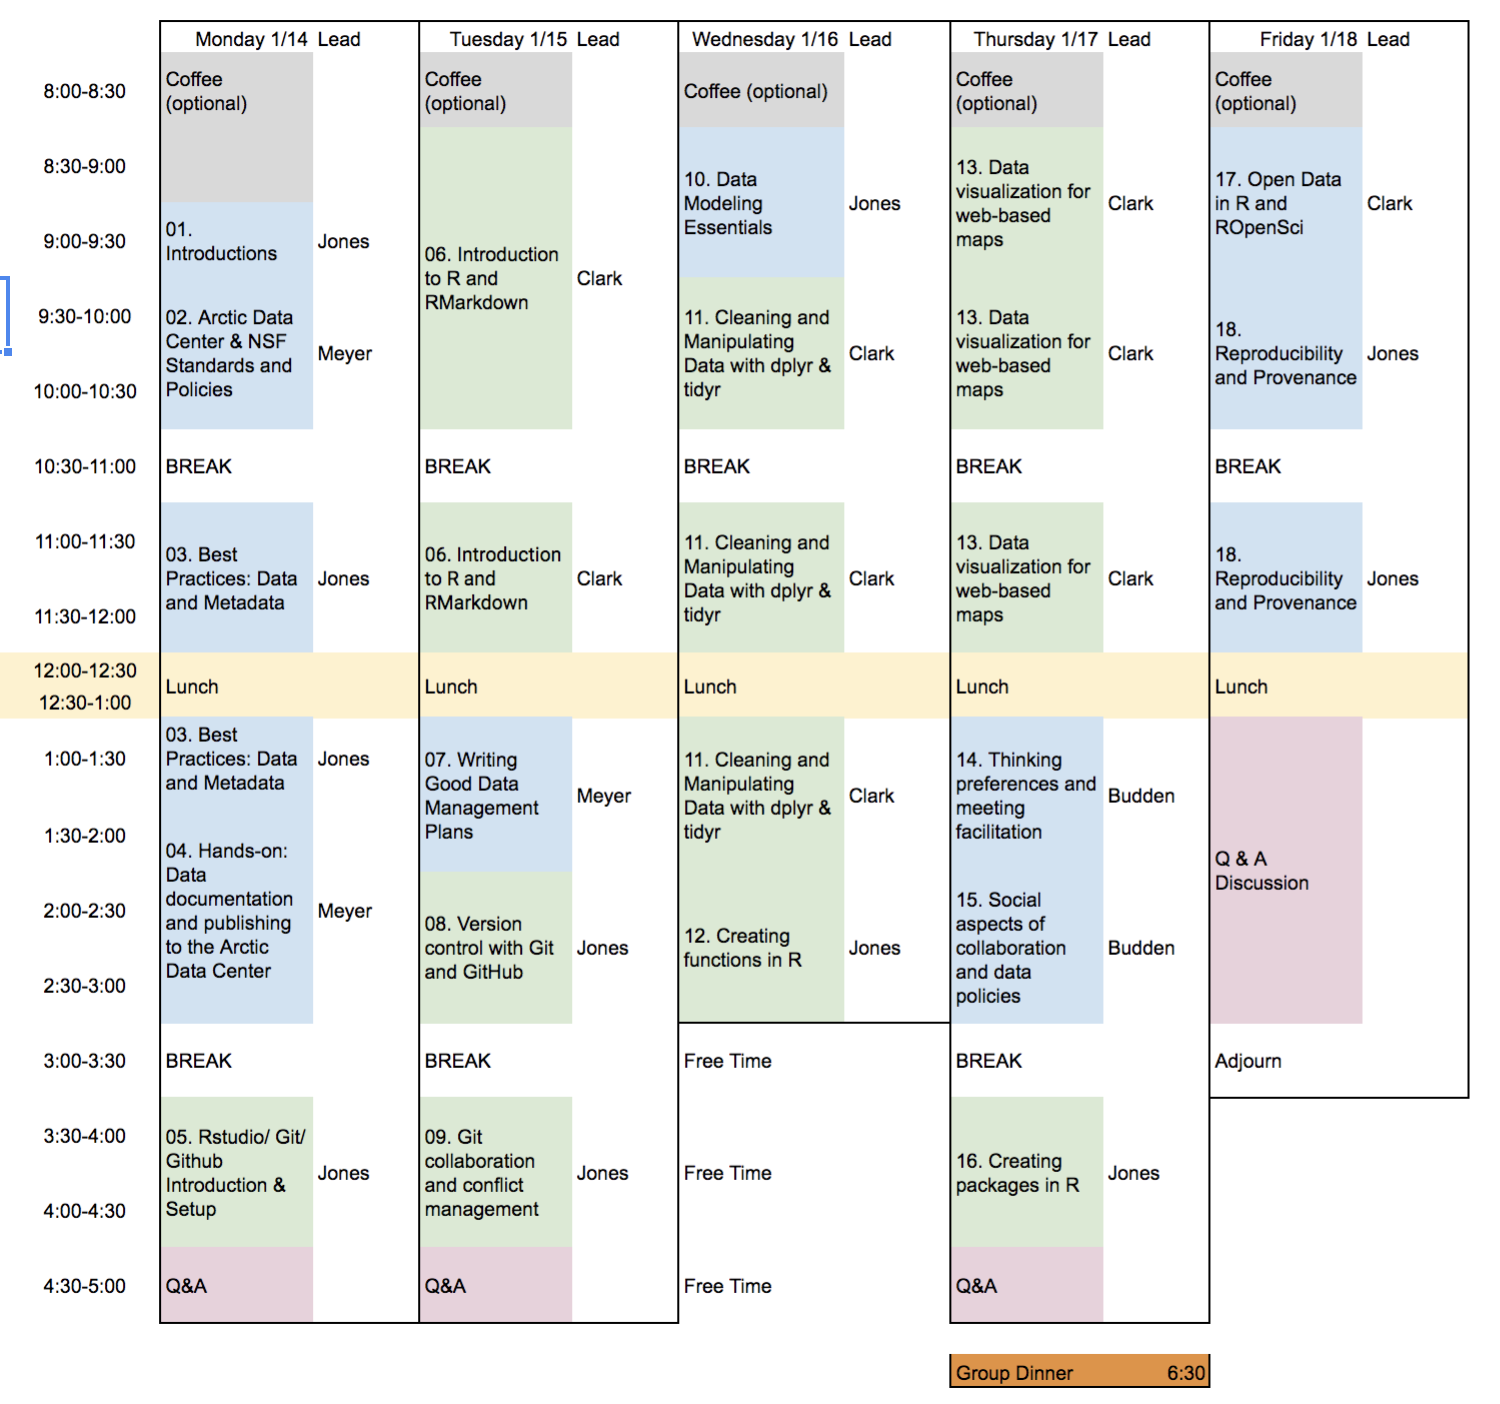 Monday 1/14 Lead Tuesday 1/15 Lead Wednesday 1/16 Lead Thursday 1/17 Lead Friday 1/18 Lead
8:00-8:30
Coffee
(optional)
Coffee
(optional)
Coffee (optional)
Coffee
(optional)
Coffee
(optional)
8:30-9:00
06. Introduction
to R and
RMarkdown
Clark
10. Data
Modeling
Essentials
Jones
13. Data
visualization for
web-based
maps
Clark
17. Open Data
in R and
ROpenSci
Clark
9:00-9:30
01.
Introductions
Jones
9:30-10:00
02. Arctic Data
Center & NSF
Standards and
Policies
Meyer
11. Cleaning and
Manipulating
Data with dplyr &
tidyr
Clark
13. Data
visualization for
web-based
maps
Clark
18.
Reproducibility
and Provenance
Jones
10:00-10:30
10:30-11:00
BREAK
BREAK
BREAK
BREAK
BREAK
11:00-11:30
03. Best
Practices: Data
and Metadata
Jones
06. Introduction
to R and
RMarkdown
Clark
11. Cleaning and
Manipulating
Data with dplyr &
tidyr
Clark
13. Data
visualization for
web-based
maps
Clark
18.
Reproducibility
and Provenance
Jones
11:30-12:00
12:00-12:30
12:30-1:00
Lunch
Lunch
Lunch
Lunch
Lunch
1:00-1:30
03. Best
Practices: Data
and Metadata
Jones
07. Writing
Good Data
Management
Plans
Meyer
11. Cleaning and
Manipulating
Data with dplyr &
tidyr
Clark
14. Thinking
preferences and
meeting
facilitation
Budden
Q & A
Discussion
1:30-2:00
04. Hands-on:
Data
documentation
and publishing
to the Arctic
Data Center
Meyer
2:00-2:30
08. Version
control with Git
and GitHub
Jones
12. Creating
functions in R
Jones
15. Social
aspects of
collaboration
and data
policies
Budden
2:30-3:00
3:00-3:30
BREAK
BREAK
Free Time
BREAK
Adjourn
3:30-4:00
05. Rstudio/ Git/
Github
Introduction &
Setup
Jones
09. Git
collaboration
and conflict
management
Jones
Free Time
16. Creating
packages in R
Jones
4:00-4:30
4:30-5:00
Q&A
Q&A
Free Time
Q&A
Group Dinner 6:30